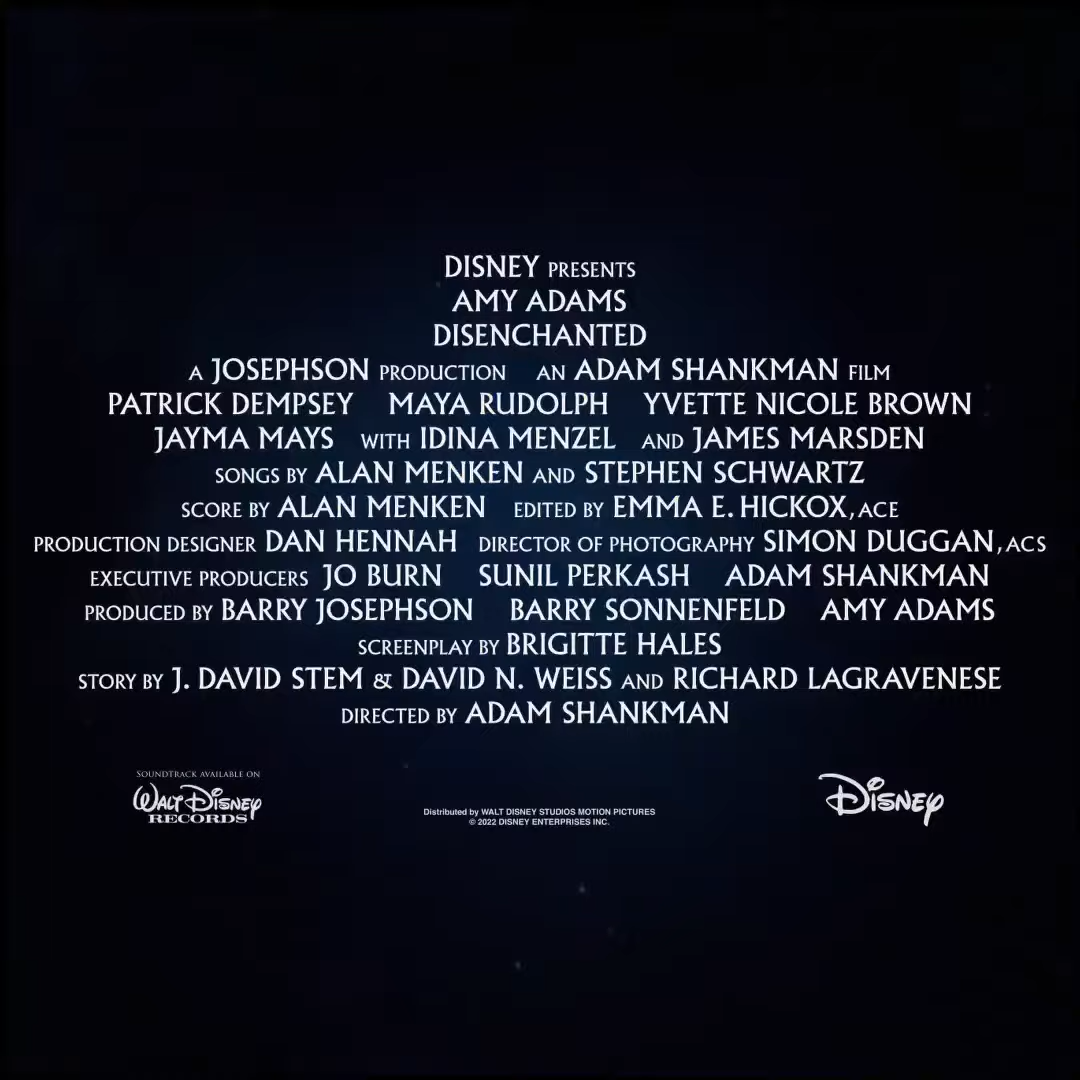 DISNEY PRESENTS
AMY ADAMS
DISENCHANTED
A JOSEPHSON PRODUCTION AN ADAM SHANKMAN FILM
PATRICK DEMPSEY MAYA RUDOLPH YVETTE NICOLE BROWN
JAYMA MAYS WITH IDINA MENZEL AND JAMES MARSDEN
SONGS BY ALAN MENKEN AND STEPHEN SCHWARTZ
SCORE BY ALAN MENKEN EDITED BY EMMA E. HICKOX, ACE
PRODUCTION DESIGNER DAN HENNAH DIRECTOR OF PHOTOGRAPHY SIMON DUGGAN, ACS
EXECUTIVE PRODUCERS JO BURN SUNIL PERKASH ADAM SHANKMAN
PRODUCED BY BARRY JOSEPHSON BARRY SONNENFELD AMY ADAMS
SCREENPLAY BY BRIGITTE HALES
STORY BY J. DAVID STEM & DAVID N. WEISS AND RICHARD LAGRAVENESE
DIRECTED BY ADAM SHANKMAN
SOUNDTRACK AVAILABLE ON
WALT DISNEY
RECORDS
Distributed by WALT DISNEY STUDIOS MOTION PICTURES
© 2022 DISNEY ENTERPRISES INC.
DISNEY